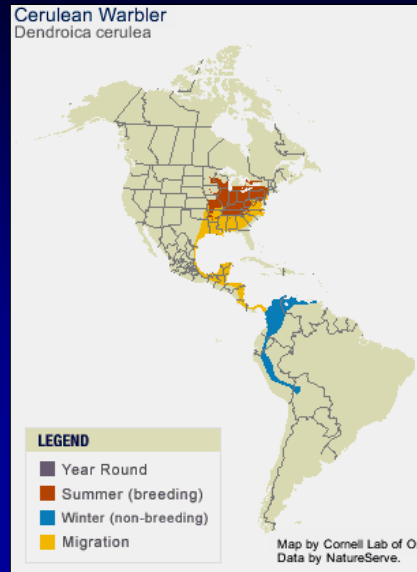 Cerulean Warbler
Dendroica cerulea
LEGEND
Year Round
Summer (breeding)
Winter (non-breeding)
Migration
Map by Cornell Lab of O
Data by NatureServe.